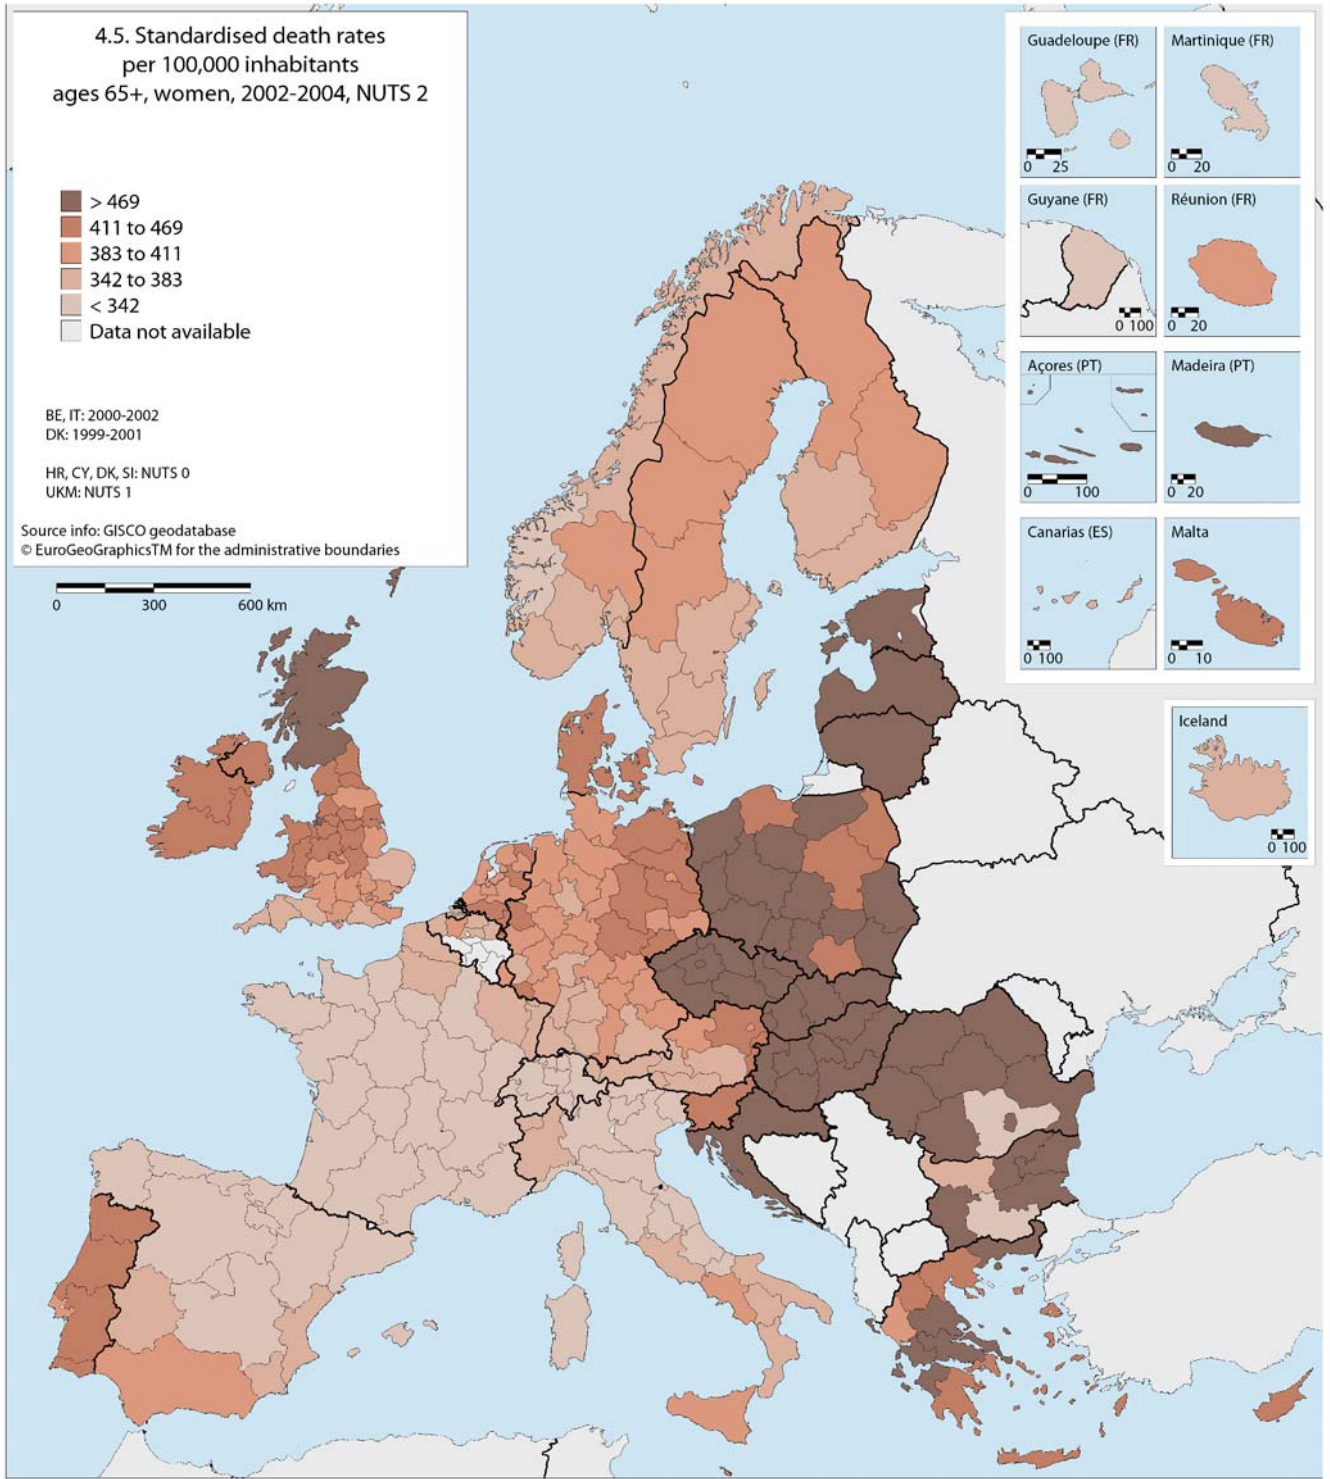 4.5. Standardised death rates
per 100,000 inhabitants
ages 65+, women, 2002-2004, NUTS 2
> 469
411 to 469
383 to 411
342 to 383
< 342
Data not available
BE, IT: 2000-2002
DK: 1999-2001
HR, CY, DK, SI: NUTS 0
UKM: NUTS 1
Source info: GISCO geodatabase
© EuroGeoGraphicsTM for the administrative boundaries
0 300 600 km
Guadeloupe (FR)
0 25
Martinique (FR)
0 20
Guyane (FR)
0 100
Réunion (FR)
0 20
Açores (PT)
0 100
Madeira (PT)
0 20
Canarias (ES)
0 100
Malta
0 10
Iceland
0 100